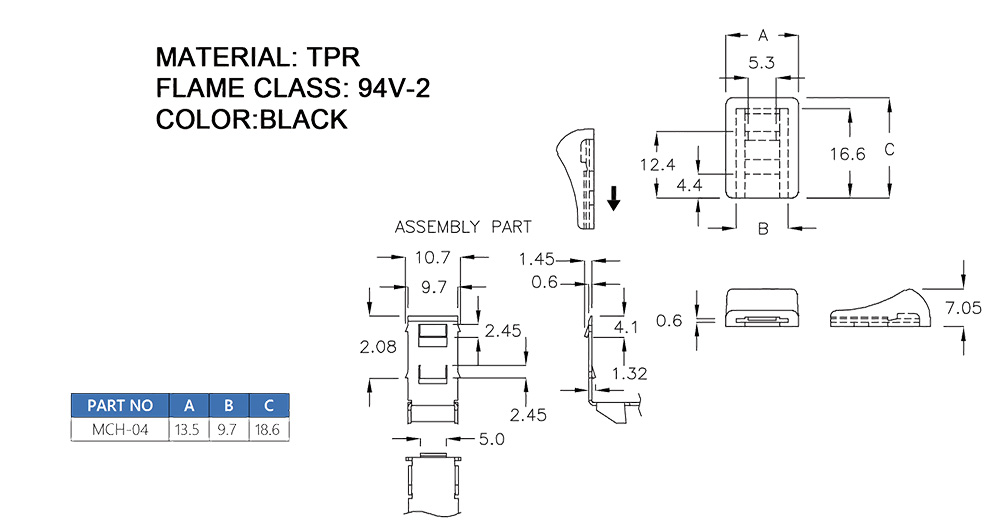 MATERIAL: TPR
FLAME CLASS: 94V-2
COLOR:BLACK
A
5.3
12.4
4.4
16.6
C
B
ASSEMBLY PART
10.7
9.7
1.45
0.6
2.45
4.1
2.08
1.32
2.45
5.0
0.6
7.05
PART NO A B C
MCH-04 13.5 9.7 18.6